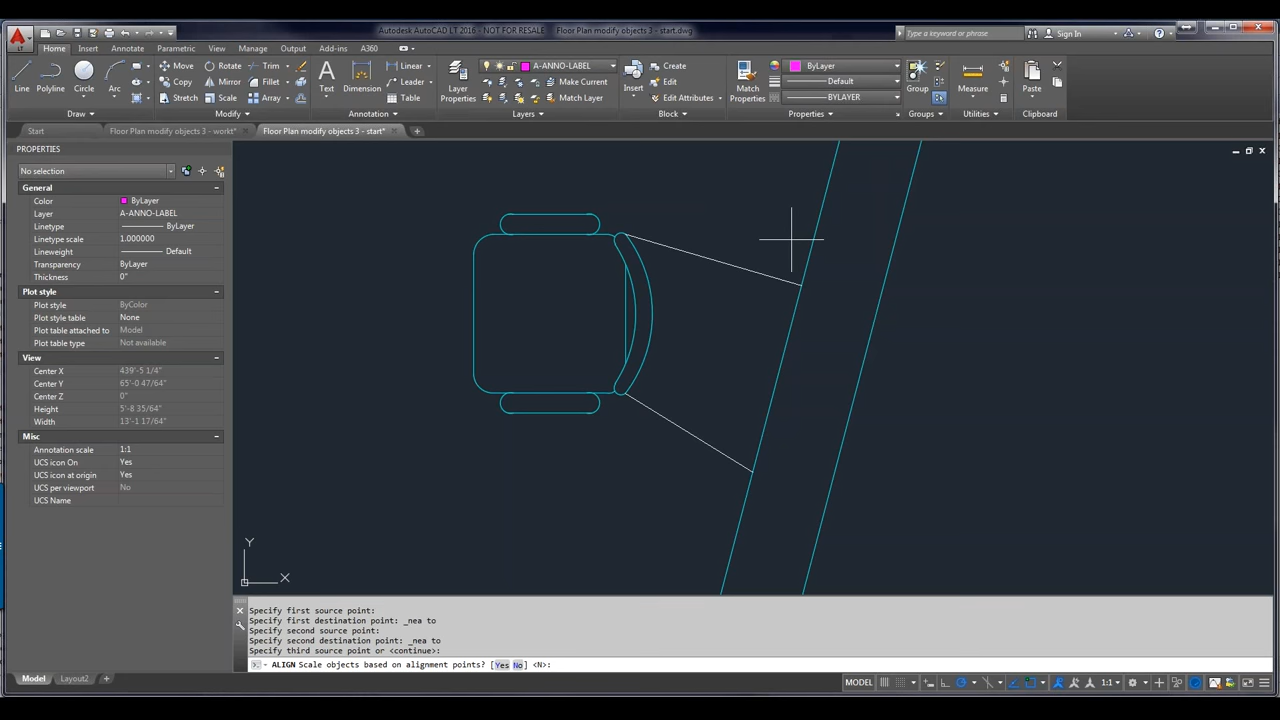 Autodesk AutoCAD LT 2016 - NOT FOR RESALE Floor Plan modify objects 3 - start.dwg
Type a keyword or phrase
Sign In
LT
Home Insert Annotate Parametric View Manage Output Add-ins A360
Line Polyline Circle Arc
Move Rotate Trim
Copy Mirror Fillet
Stretch Scale Array
Text Dimension
Linear
Leader
Table
Layer Properties
A-ANNO-LABEL
Make Current
Match Layer
Insert
Create
Edit
Edit Attributes
Match Properties
ByLayer
Default
BYLAYER
Group
Measure
Paste
Draw Modify Annotation Layers Block Properties Groups Utilities Clipboard
Start Floor Plan modify objects 3 - workt* Floor Plan modify objects 3 - start*
PROPERTIES
No selection
General
Color ByLayer
Layer A-ANNO-LABEL
Linetype ByLayer
Linetype scale 1.000000
Lineweight Default
Transparency ByLayer
Thickness 0"
Plot style
Plot style ByColor
Plot style table None
Plot table attached to Model
Plot table type Not available
View
Center X 439'-5 1/4"
Center Y 65'-0 47/64"
Center Z 0"
Height 5'-8 35/64"
Width 13'-1 17/64"
Misc
Annotation scale 1:1
UCS icon On Yes
UCS icon at origin Yes
UCS per viewport No
UCS Name
Y
X
Specify first source point:
Specify first destination point: _nea to
Specify second source point:
Specify second destination point: _nea to
Specify third source point or <continue>:
ALIGN Scale objects based on alignment points? [Yes No] <N>:
Model Layout2
MODEL 1:1